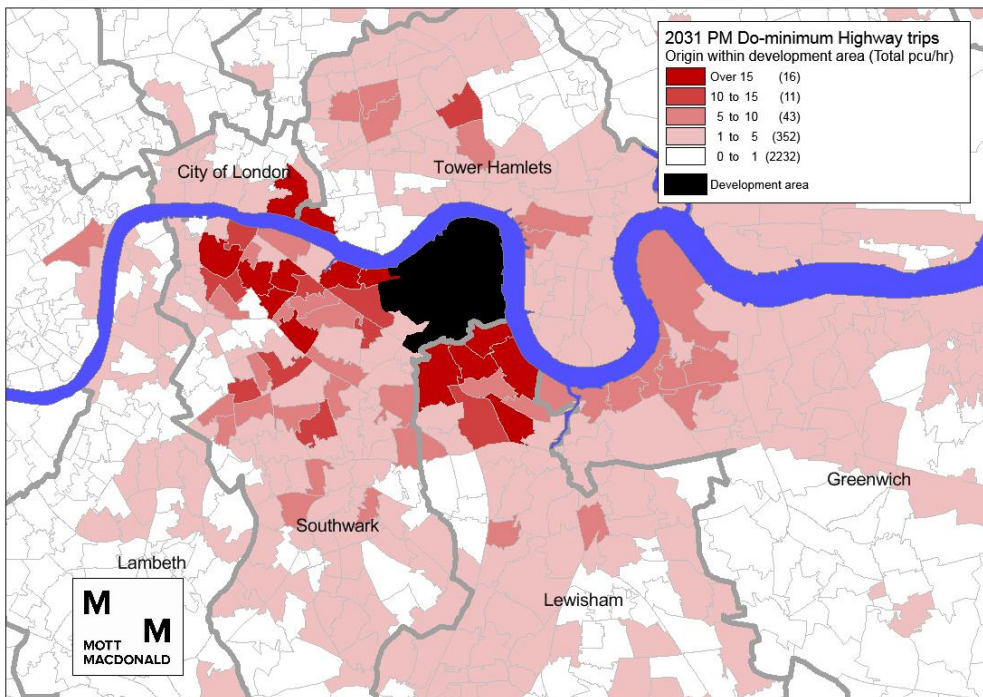 2031 PM Do-minimum Highway trips
Origin within development area (Total pcu/hr)
Over 15 (16)
10 to 15 (11)
5 to 10 (43)
1 to 5 (352)
0 to 1 (2232)
Development area
City of London
Tower Hamlets
Greenwich
Southwark
Lambeth
Lewisham
M
M
MOTT
MACDONALD